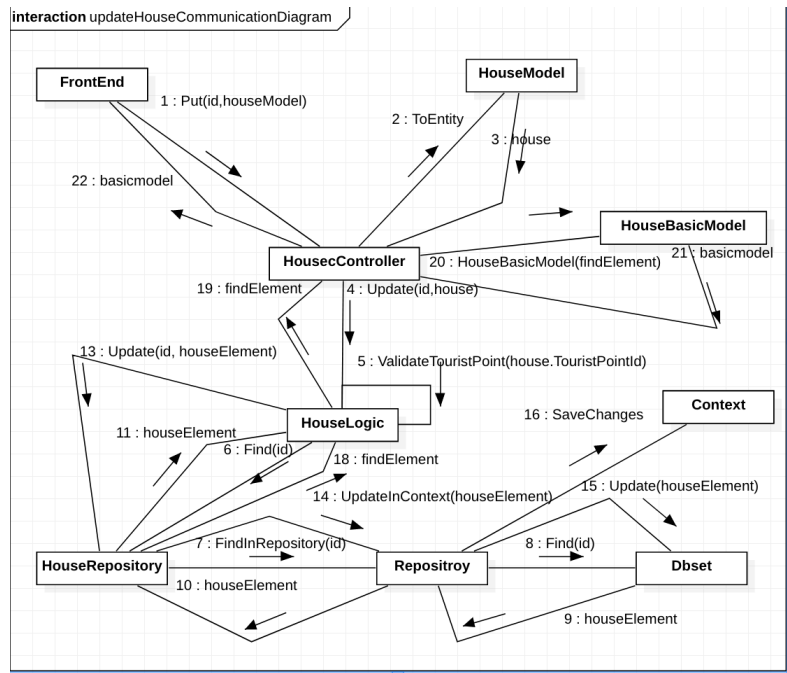 interaction updateHouseCommunicationDiagram
FrontEnd
HouseModel
1 : Put(id,houseModel)
2 : ToEntity
3 : house
22 : basicmodel
HouseBasicModel
HousecController
20 : HouseBasicModel(findElement)
21 : basicmodel
19 : findElement
4 : Update(id,house)
13 : Update(id, houseElement)
5 : ValidateTouristPoint(house.TouristPointId)
Context
16 : SaveChanges
HouseLogic
11 : houseElement
6 : Find(id)
18 : findElement
14 : UpdateInContext(houseElement)
15 : Update(houseElement)
7 : FindInRepository(id)
8 : Find(id)
HouseRepository
Repositroy
Dbset
10 : houseElement
9 : houseElement